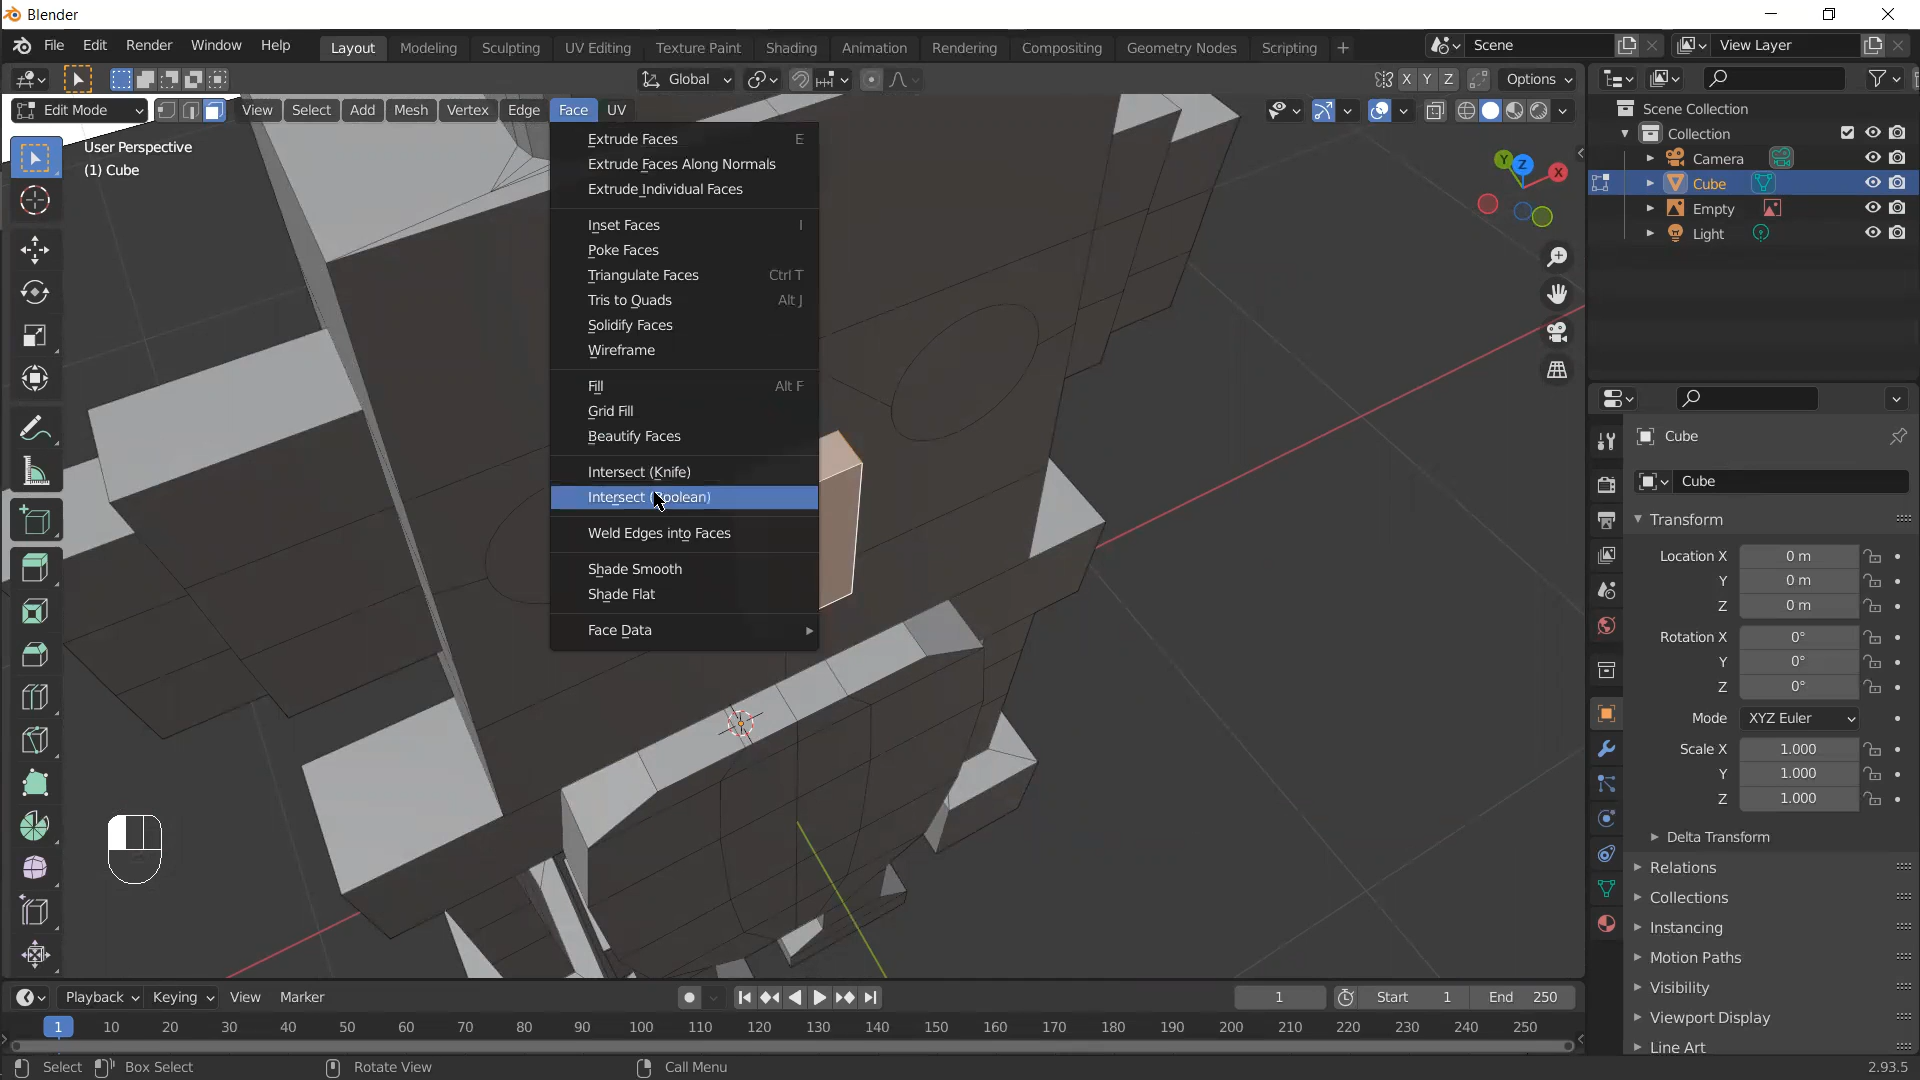 Blender
File Edit Render Window Help Layout Modeling Sculpting UV Editing Texture Paint Shading Animation Rendering Compositing Geometry Nodes Scripting + Scene View Layer
Global X Y Z Options
Edit Mode View Select Add Mesh Vertex Edge Face UV
User Perspective
(1) Cube
Extrude Faces E
Extrude Faces Along Normals
Extrude Individual Faces
Inset Faces I
Poke Faces
Triangulate Faces Ctrl T
Tris to Quads Alt J
Solidify Faces
Wireframe
Fill Alt F
Grid Fill
Beautify Faces
Intersect (Knife)
Intersect (Boolean)
Weld Edges into Faces
Shade Smooth
Shade Flat
Face Data
Y Z X
Scene Collection
Collection
Camera
Cube
Empty
Light
Cube
Cube
Transform
Location X 0 m
Y 0 m
Z 0 m
Rotation X 0°
Y 0°
Z 0°
Mode XYZ Euler
Scale X 1.000
Y 1.000
Z 1.000
Delta Transform
Relations
Collections
Instancing
Motion Paths
Visibility
Viewport Display
Line Art
Playback Keying View Marker 1 Start 1 End 250
1 10 20 30 40 50 60 70 80 90 100 110 120 130 140 150 160 170 180 190 200 210 220 230 240 250
Select Box Select Rotate View Call Menu 2.93.5